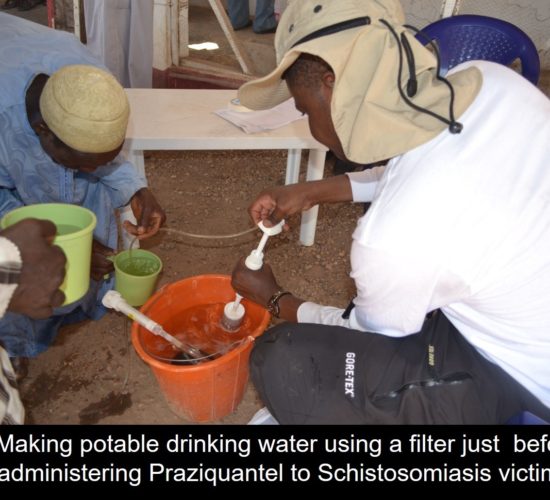 GORE-TEX
Making potable drinking water using a filter just befo
administering Praziquantel to Schistosomiasis victim